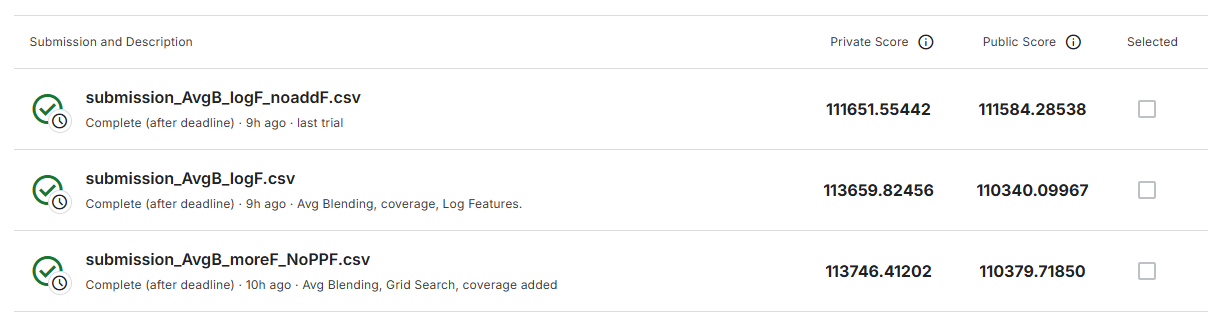 Submission and Description Private Score Public Score Selected
submission_AvgB_logF_noaddF.csv
Complete (after deadline) · 9h ago · last trial
111651.55442 111584.28538
submission_AvgB_logF.csv
Complete (after deadline) · 9h ago · Avg Blending, coverage, Log Features.
113659.82456 110340.09967
submission_AvgB_moreF_NoPPF.csv
Complete (after deadline) · 10h ago · Avg Blending, Grid Search, coverage added
113746.41202 110379.71850